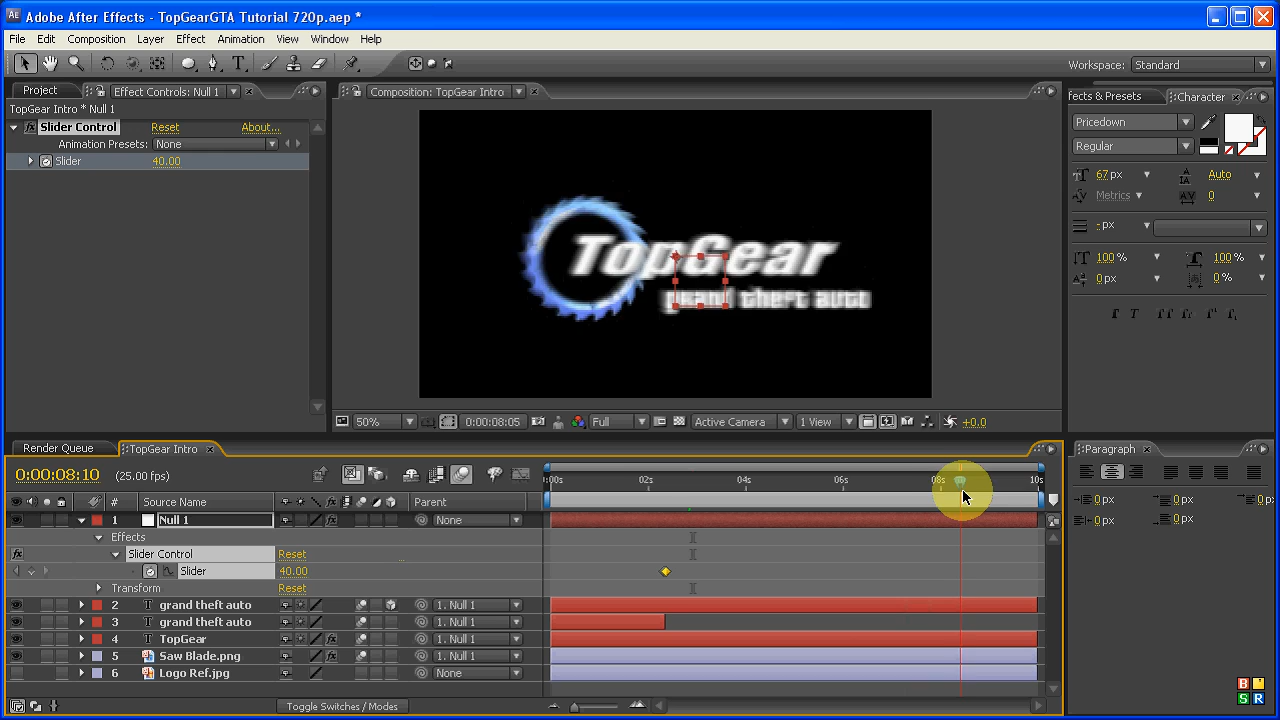 Adobe After Effects - TopGearGTA Tutorial 720p.aep *
File Edit Composition Layer Effect Animation View Window Help
Workspace: Standard
Project Effect Controls: Null 1
Composition: TopGear Intro
fects & Presets Character
TopGear Intro * Null 1
Slider Control Reset About...
Animation Presets: None
Slider 40.00
Pricedown
Regular
67 px Auto
Metrics 0
- px
100 % 100 %
0 px 0 %
T T TT Tt T¹ T₁
TopGear
grand theft auto
50% 0:00:08:05 Full Active Camera 1 View +0.0
Render Queue TopGear Intro
Paragraph
0:00:08:10 (25.00 fps)
:00s 02s 04s 06s 08s 10s
# Source Name Parent
1 Null 1 None
Effects
Slider Control Reset
Slider 40.00
Transform Reset
2 T grand theft auto 1. Null 1
3 T grand theft auto 1. Null 1
4 T TopGear 1. Null 1
5 Saw Blade.png 1. Null 1
6 Logo Ref.jpg None
0 px 0 px 0 p
0 px 0 px
Toggle Switches / Modes
B
S R